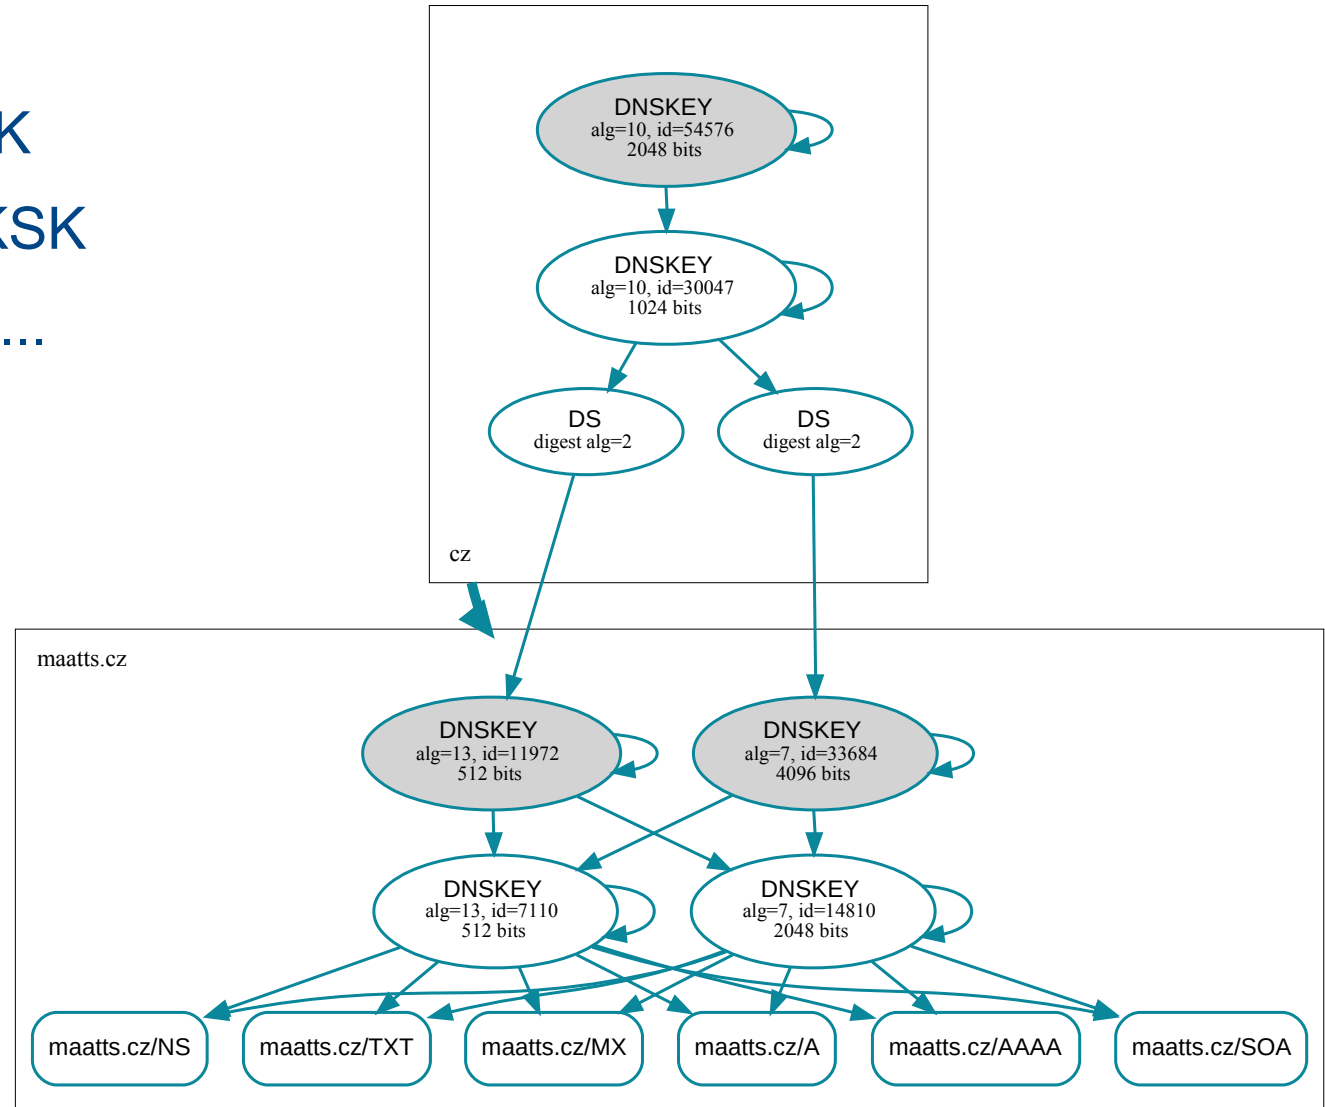 K
KSK
...
DNSKEY
alg=10, id=54576
2048 bits
DNSKEY
alg=10, id=30047
1024 bits
DS
digest alg=2
DS
digest alg=2
cz
maatts.cz
DNSKEY
alg=13, id=11972
512 bits
DNSKEY
alg=7, id=33684
4096 bits
DNSKEY
alg=13, id=7110
512 bits
DNSKEY
alg=7, id=14810
2048 bits
maatts.cz/NS
maatts.cz/TXT
maatts.cz/MX
maatts.cz/A
maatts.cz/AAAA
maatts.cz/SOA